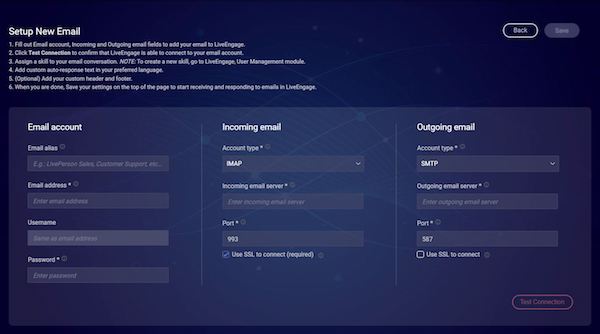 Setup New Email
Back
Save
1. Fill out Email account, Incoming and Outgoing email fields to add your email to LiveEngage.
2. Click Test Connection to confirm that LiveEngage is able to connect to your email account.
3. Assign a skill to your email conversation. NOTE: To create a new skill, go to LiveEngage, User Management module.
4. Add custom auto-response text in your preferred language.
5. (Optional) Add your custom header and footer.
6. When you are done, Save your settings on the top of the page to start receiving and responding to emails in LiveEngage.
Email account
Email alias
E.g.: LivePerson Sales, Customer Support, etc...
Email address *
Enter email address
Username
Same as email address
Password *
Enter password
Incoming email
Account type *
IMAP
Incoming email server *
Enter incoming email server
Port *
993
Use SSL to connect (required)
Outgoing email
Account type *
SMTP
Outgoing email server *
Enter outgoing email server
Port *
587
Use SSL to connect
Test Connection